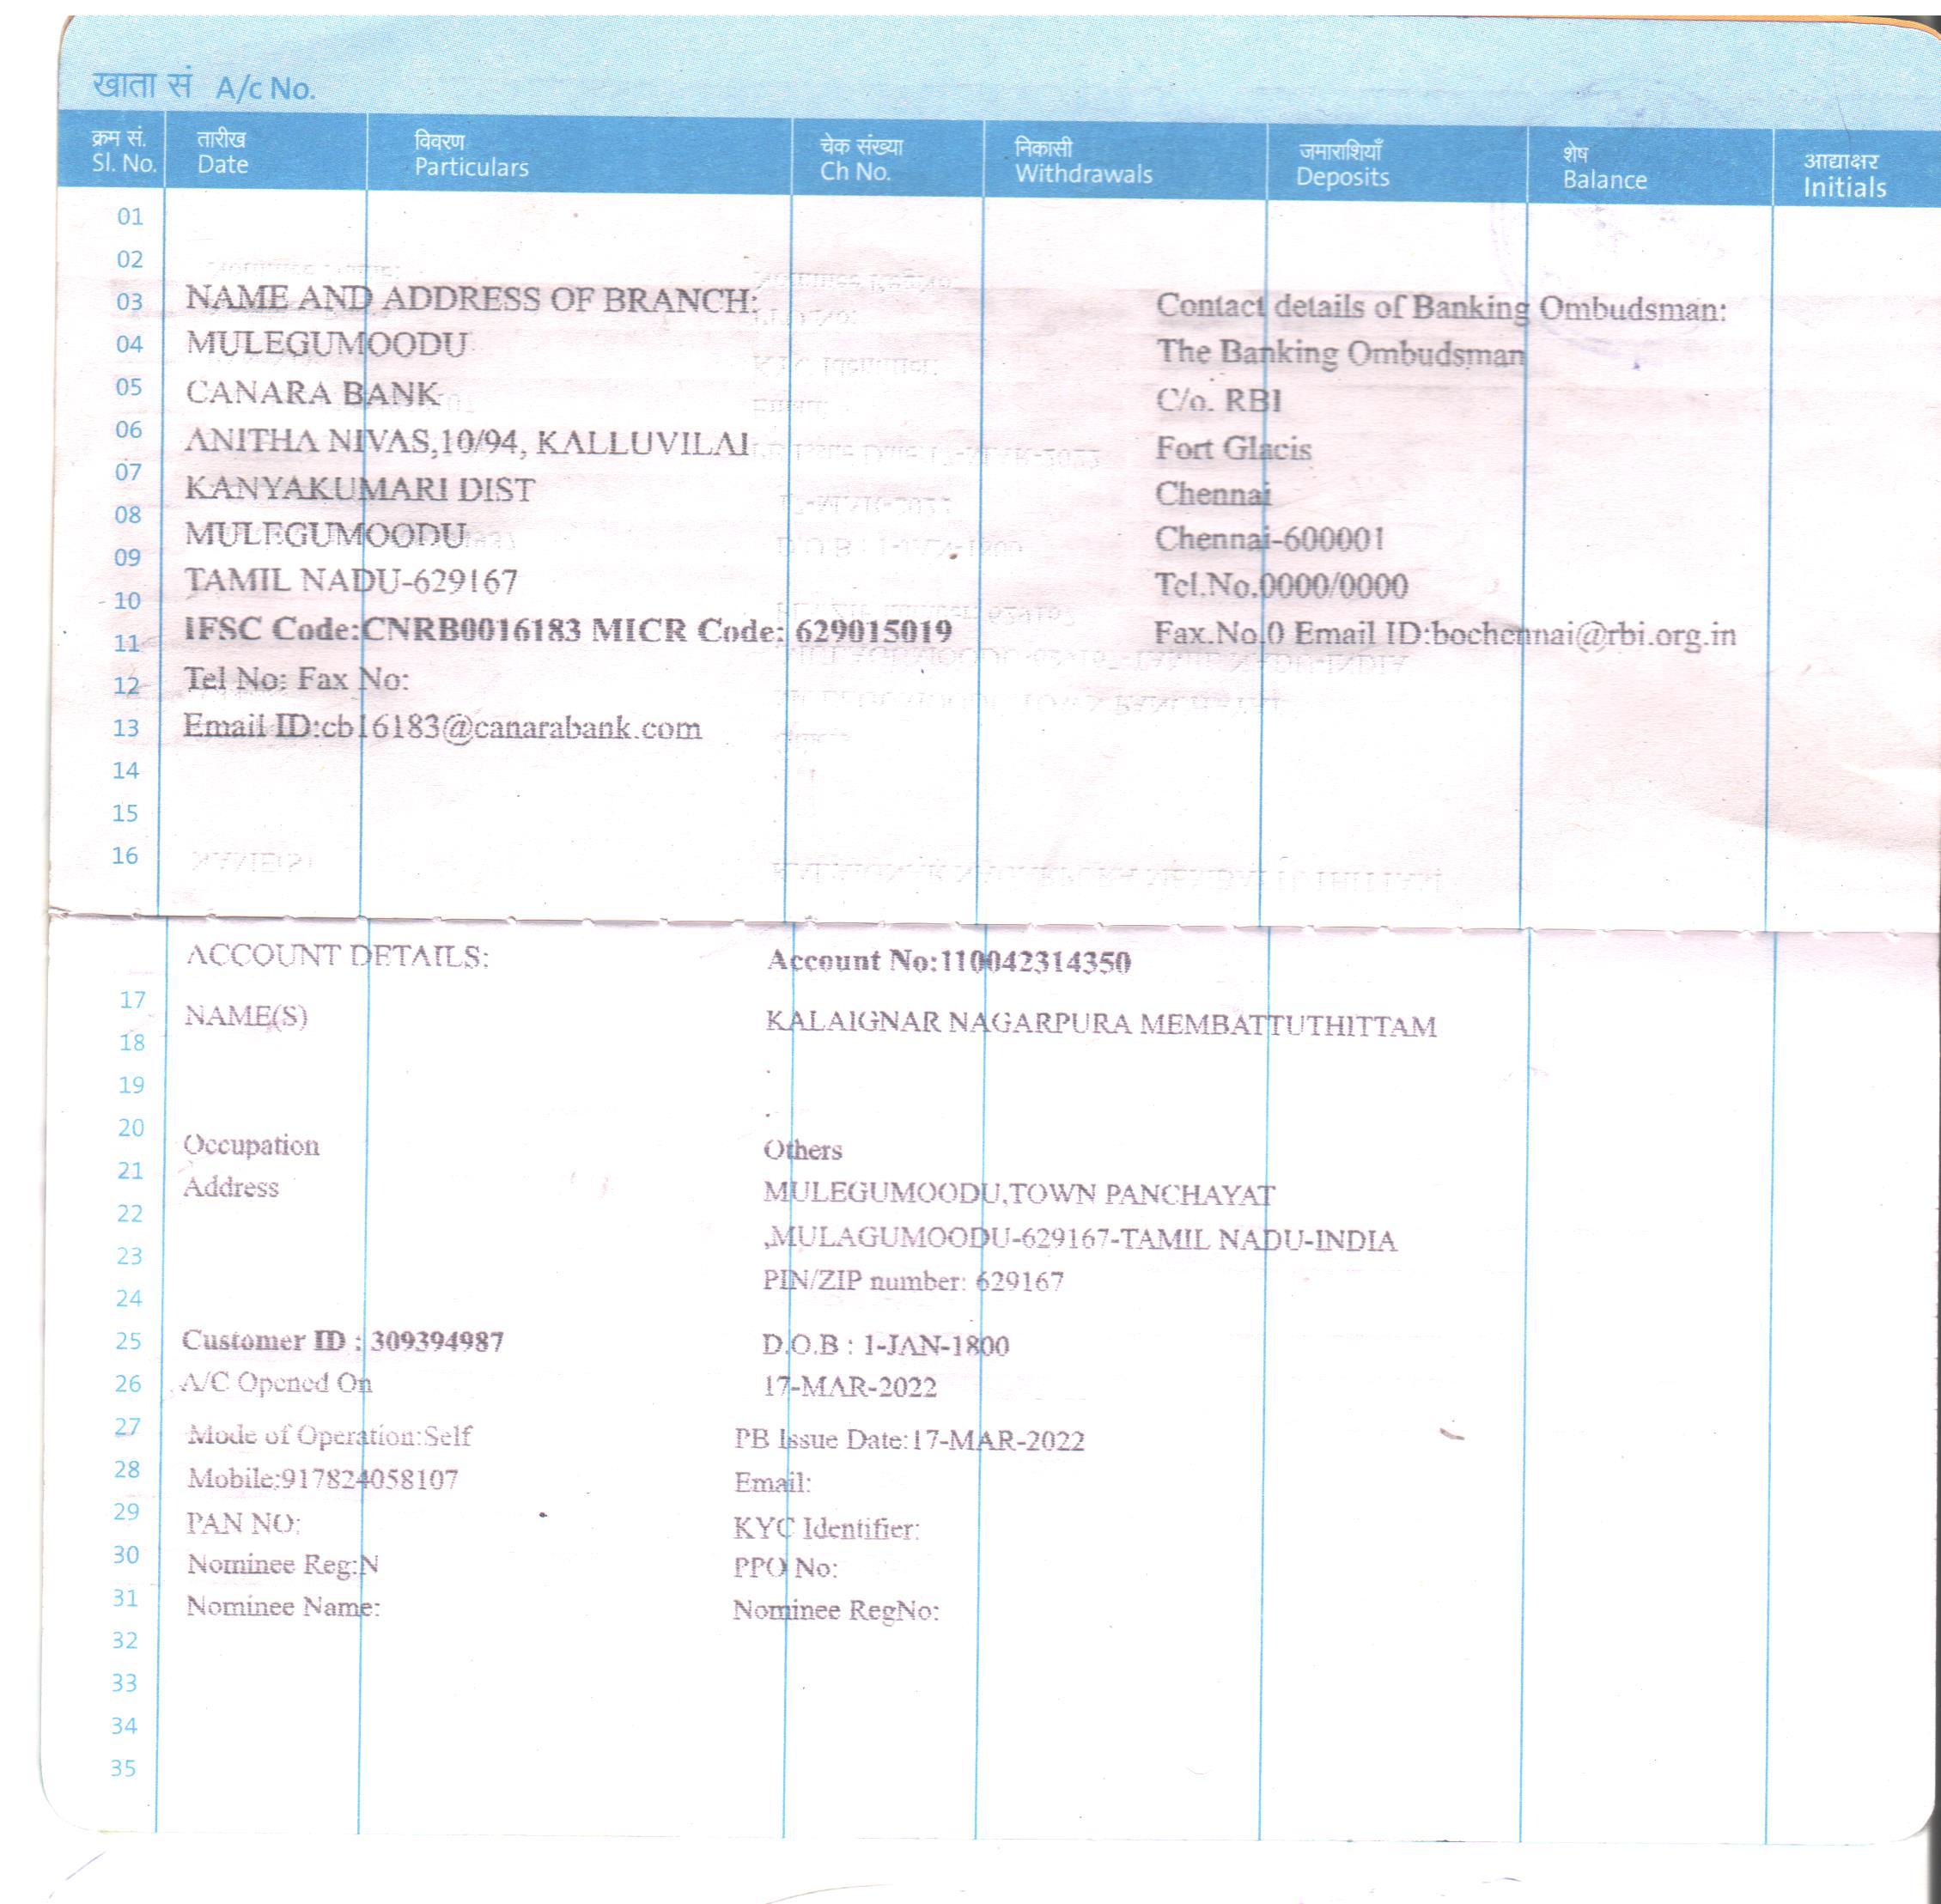 खाता सं A/c No.
क्रम सं. तारीख विवरण चेक संख्या निकासी जमाराशियाँ शेष आद्याक्षर
Sl. No. Date Particulars Ch No. Withdrawals Deposits Balance Initials
01
02
03 NAME AND ADDRESS OF BRANCH: Contact details of Banking Ombudsman:
04 MULEGUMOODU The Banking Ombudsman
05 CANARA BANK C/o. RBI
06 ANITHA NIVAS,10/94, KALLUVILAI Fort Glacis
07 KANYAKUMARI DIST Chennai
08 MULEGUMOODU Chennai-600001
09 TAMIL NADU-629167 Tel.No.0000/0000
10
11 IFSC Code:CNRB0016183 MICR Code: 629015019 Fax.No.0 Email ID:bochennai@rbi.org.in
12 Tel No: Fax No:
13 Email ID:cb16183@canarabank.com
14
15
16
ACCOUNT DETAILS: Account No:110042314350
17 NAME(S) KALAIGNAR NAGARPURA MEMBATTUTHITTAM
18
19 .
20 .
Occupation Others
21 Address MULEGUMOODU,TOWN PANCHAYAT
22
23 ,MULAGUMOODU-629167-TAMIL NADU-INDIA
24 PIN/ZIP number: 629167
25 Customer ID : 309394987 D.O.B : 1-JAN-1800
26 A/C Opened On 17-MAR-2022
27 Mode of Operation:Self PB Issue Date:17-MAR-2022
28 Mobile:917824058107 Email:
29 PAN NO: KYC Identifier:
30 Nominee Reg:N PPO No:
31 Nominee Name: Nominee RegNo:
32
33
34
35